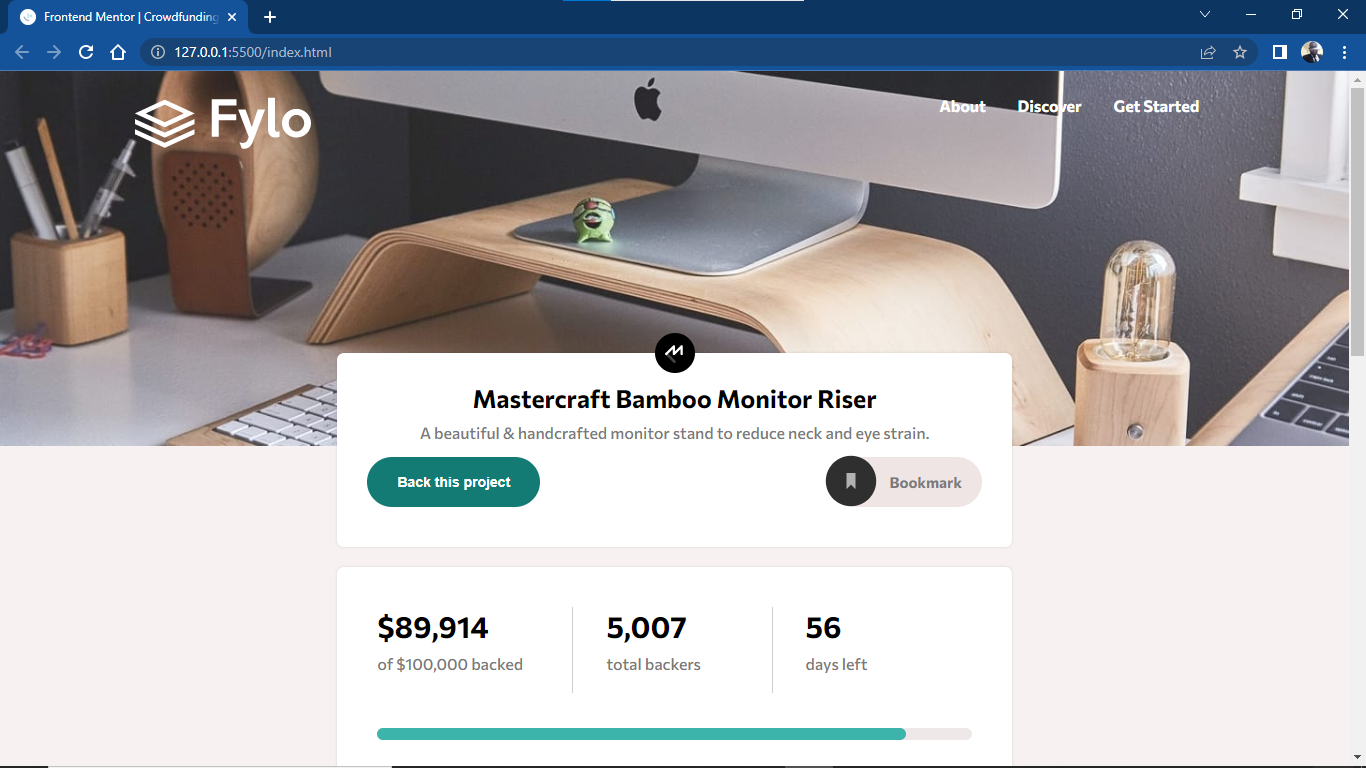 Frontend Mentor | Crowdfunding
127.0.0.1:5500/index.html
Fylo
About Discover Get Started
Mastercraft Bamboo Monitor Riser
A beautiful & handcrafted monitor stand to reduce neck and eye strain.
Back this project
Bookmark
$89,914 5,007 56
of $100,000 backed total backers days left